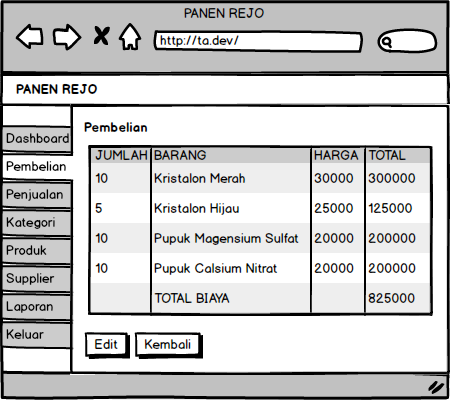 PANEN REJO
http://ta.dev/
PANEN REJO
Dashboard
Pembelian
Penjualan
Kategori
Produk
Supplier
Laporan
Keluar
Pembelian
JUMLAH BARANG HARGA TOTAL
10 Kristalon Merah 30000 300000
5 Kristalon Hijau 25000 125000
10 Pupuk Magensium Sulfat 20000 200000
10 Pupuk Calsium Nitrat 20000 200000
TOTAL BIAYA 825000
Edit Kembali